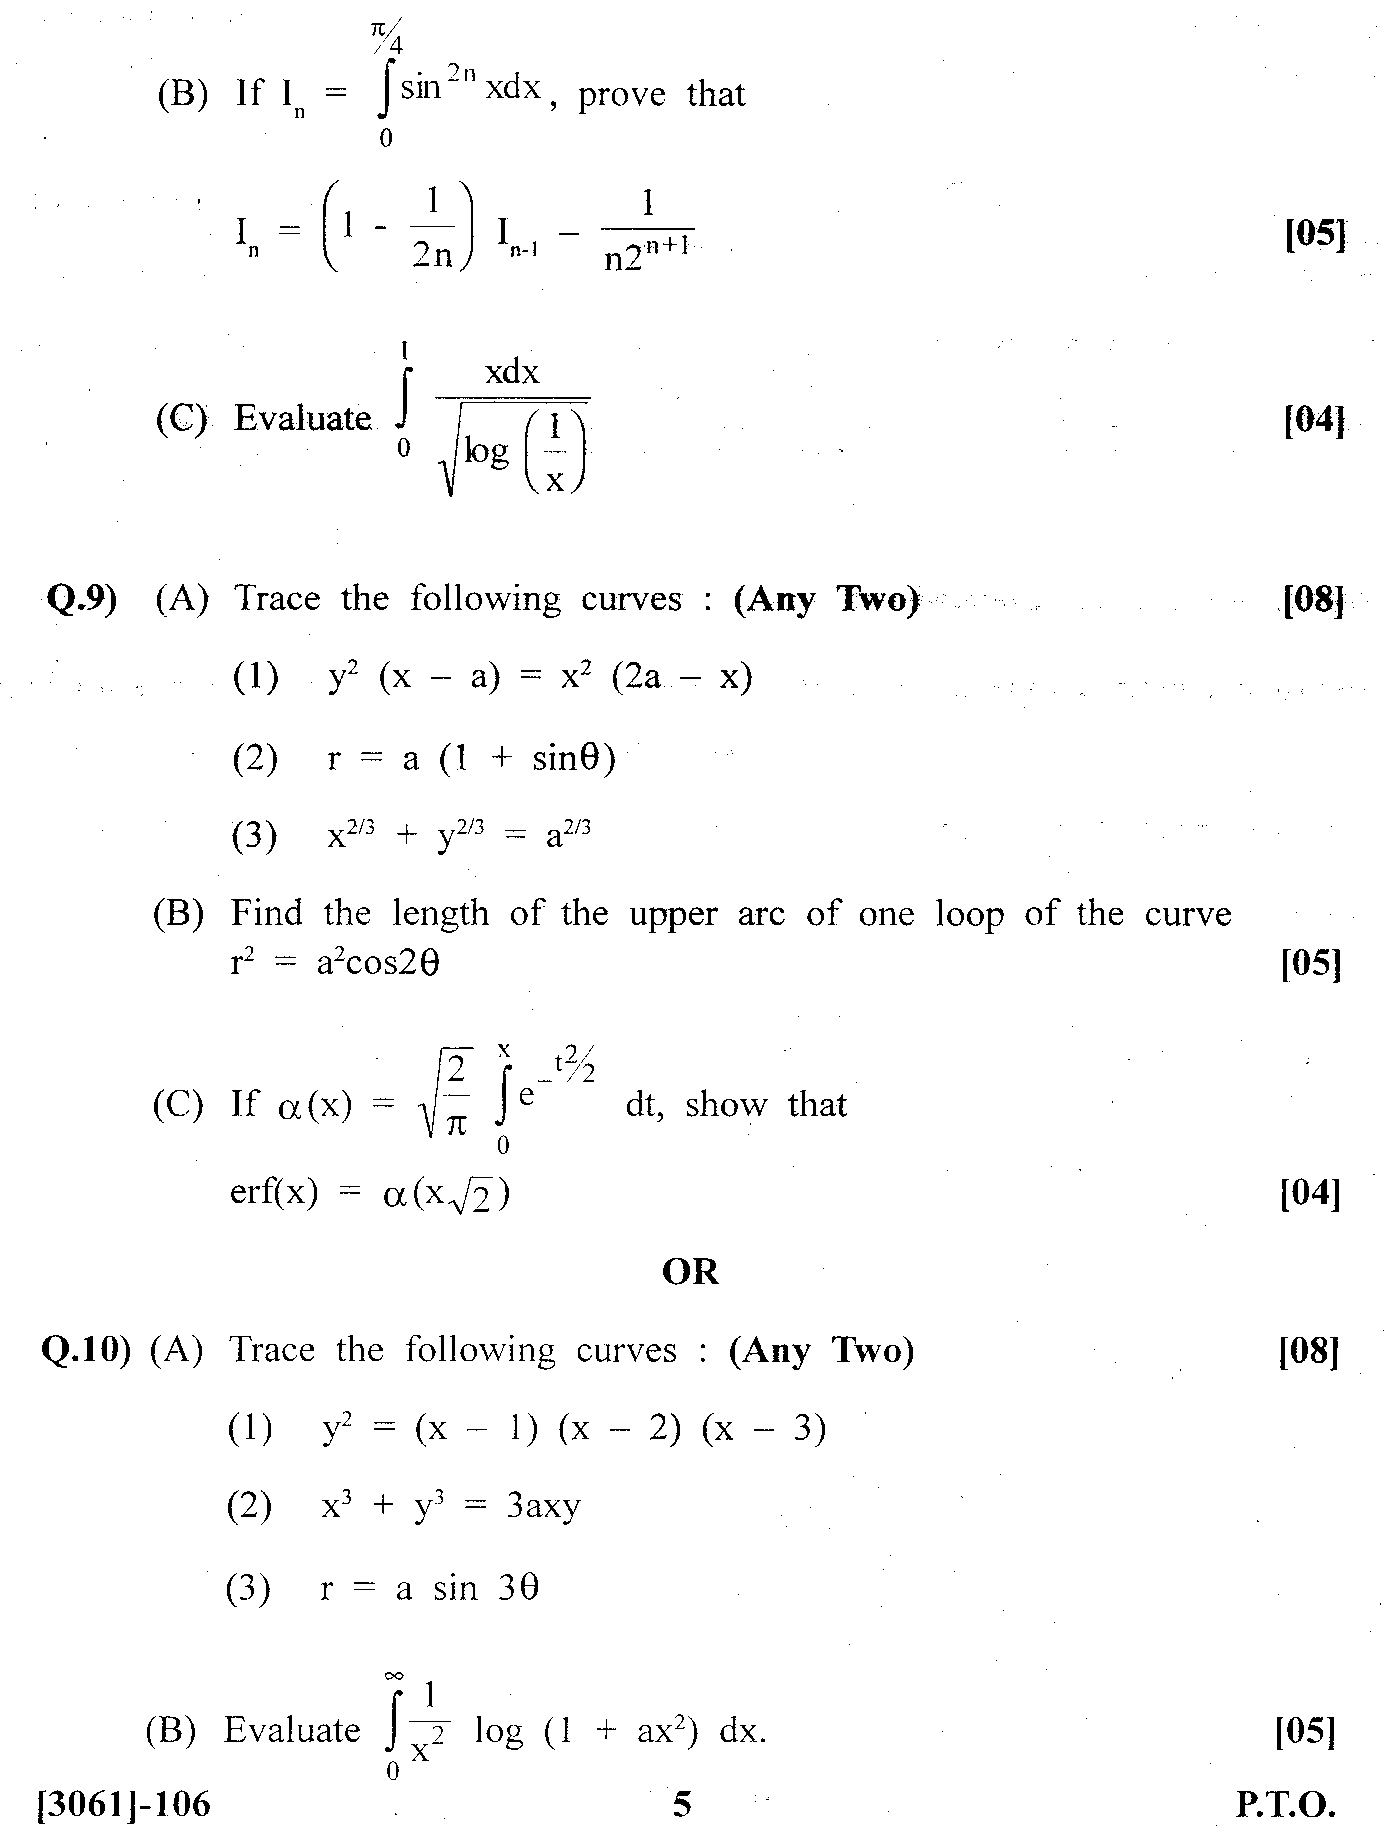 (B) If Iₙ = ∫₀^{π/4} sin²ⁿ xdx, prove that
Iₙ = (1 - 1/2n) Iₙ₋₁ − 1/(n2ⁿ⁺¹) [05]
(C) Evaluate ∫₀¹ xdx / √(log (1/x)) [04]
Q.9) (A) Trace the following curves : (Any Two) [08]
(1) y² (x − a) = x² (2a − x)
(2) r = a (1 + sinθ)
(3) x^{2/3} + y^{2/3} = a^{2/3}
(B) Find the length of the upper arc of one loop of the curve
r² = a²cos2θ [05]
(C) If α(x) = √(2/π) ∫₀ˣ e^{−t²/2} dt, show that
erf(x) = α(x√2) [04]
OR
Q.10) (A) Trace the following curves : (Any Two) [08]
(1) y² = (x − 1) (x − 2) (x − 3)
(2) x³ + y³ = 3axy
(3) r = a sin 3θ
(B) Evaluate ∫₀^∞ 1/x² log (1 + ax²) dx. [05]
[3061]-106 5 P.T.O.